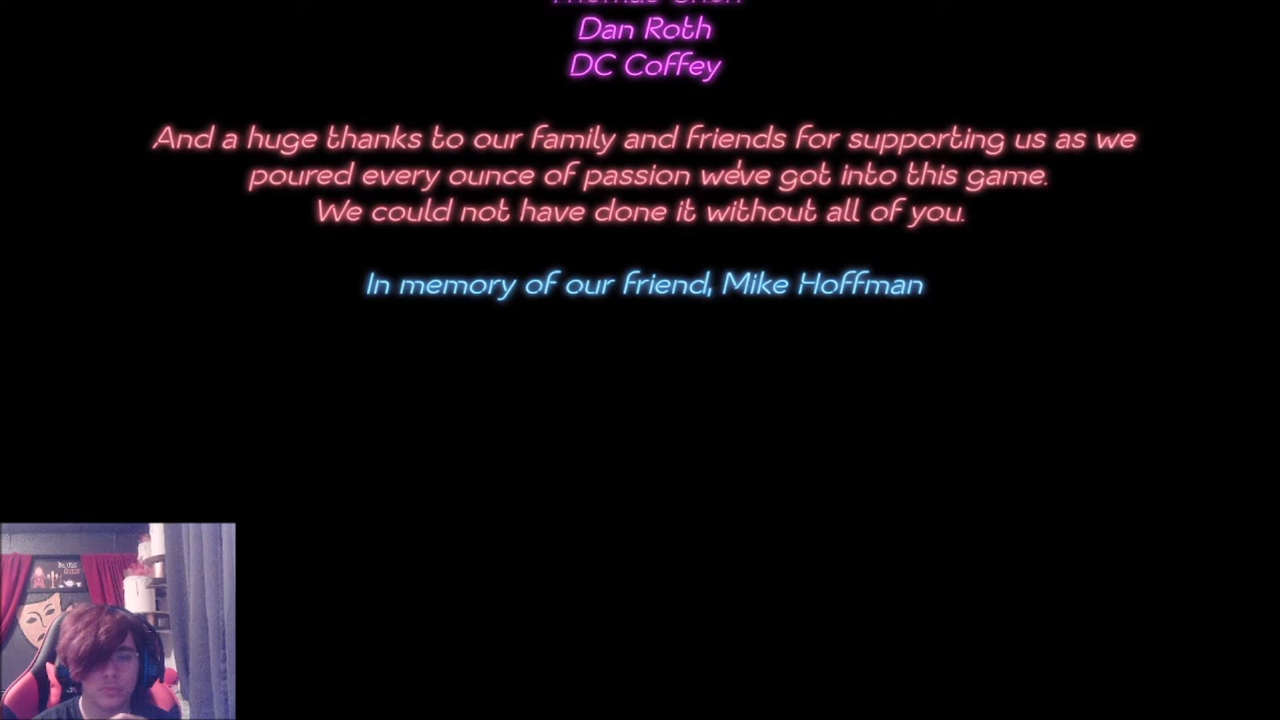 Dan Roth
DC Coffey
And a huge thanks to our family and friends for supporting us as we
poured every ounce of passion we've got into this game.
We could not have done it without all of you.
In memory of our friend, Mike Hoffman